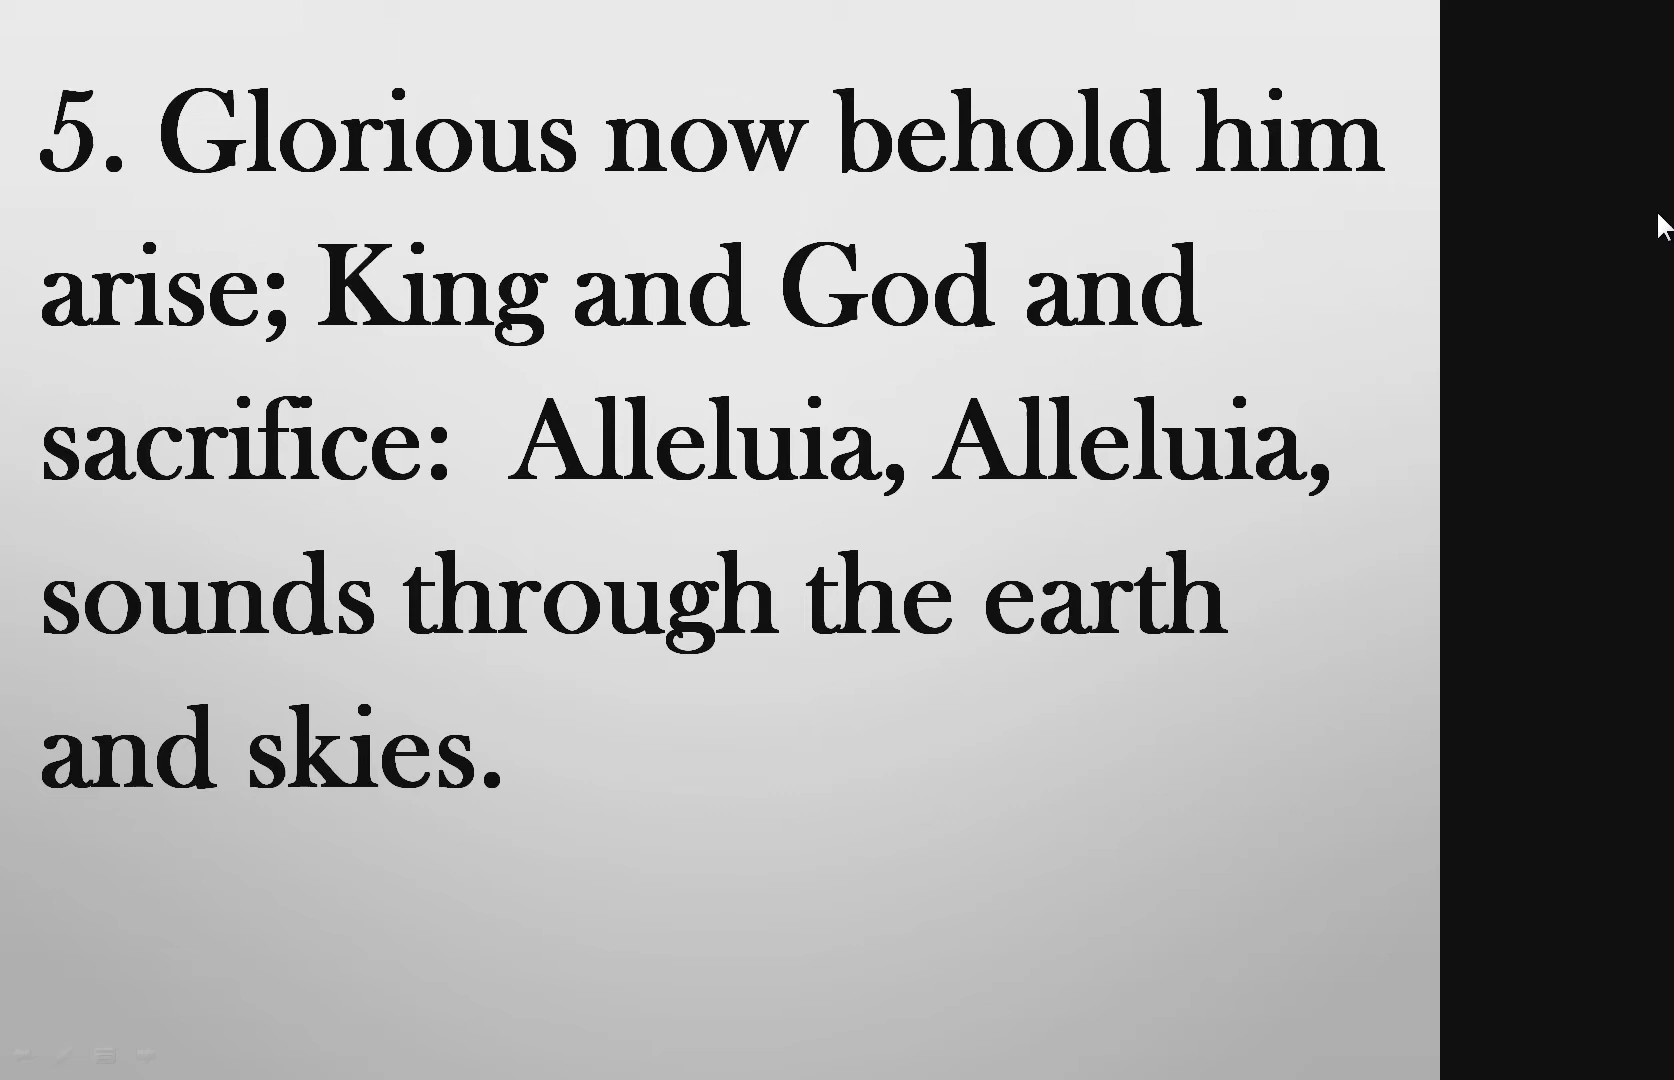 5. Glorious now behold him
arise; King and God and
sacrifice:  Alleluia, Alleluia,
sounds through the earth
and skies.